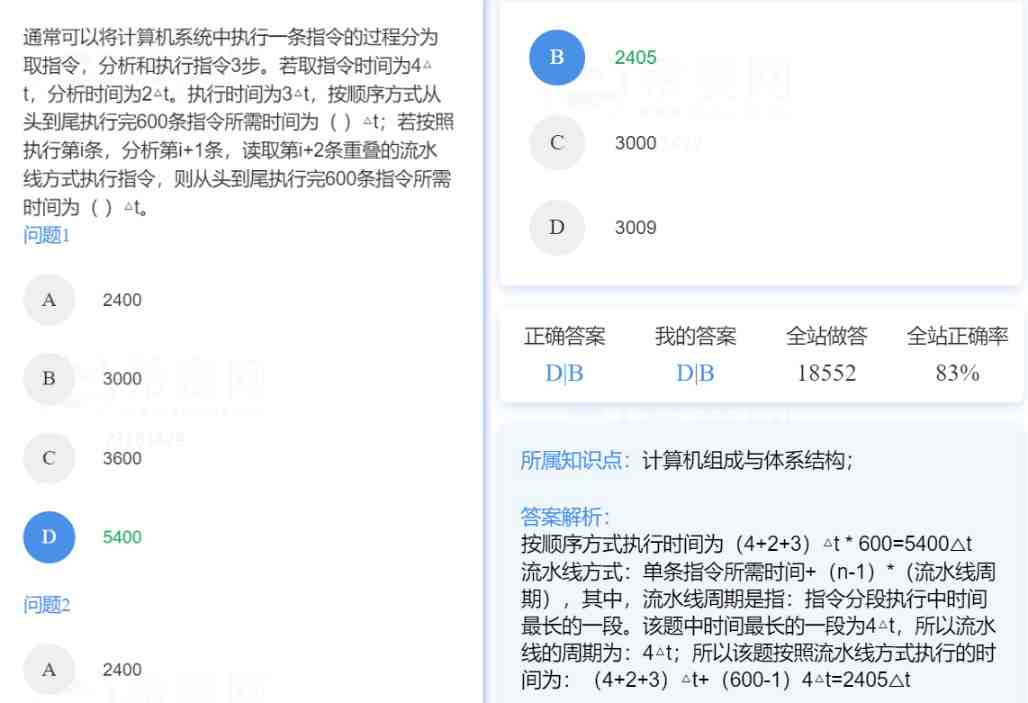 通常可以将计算机系统中执行一条指令的过程分为
取指令，分析和执行指令3步。若取指令时间为4△
t，分析时间为2△t。执行时间为3△t，按顺序方式从
头到尾执行完600条指令所需时间为（ ）△t；若按照
执行第i条，分析第i+1条，读取第i+2条重叠的流水
线方式执行指令，则从头到尾执行完600条指令所需
时间为（ ）△t。
问题1
A 2400
B 3000
C 3600
D 5400
问题2
A 2400
B 2405
C 3000
D 3009
正确答案 我的答案 全站做答 全站正确率
D|B D|B 18552 83%
所属知识点：计算机组成与体系结构；
答案解析：
按顺序方式执行时间为（4+2+3）△t * 600=5400△t
流水线方式：单条指令所需时间+（n-1）*（流水线周
期），其中，流水线周期是指：指令分段执行中时间
最长的一段。该题中时间最长的一段为4△t，所以流水
线的周期为：4△t；所以该题按照流水线方式执行的时
间为：（4+2+3）△t+（600-1）4△t=2405△t